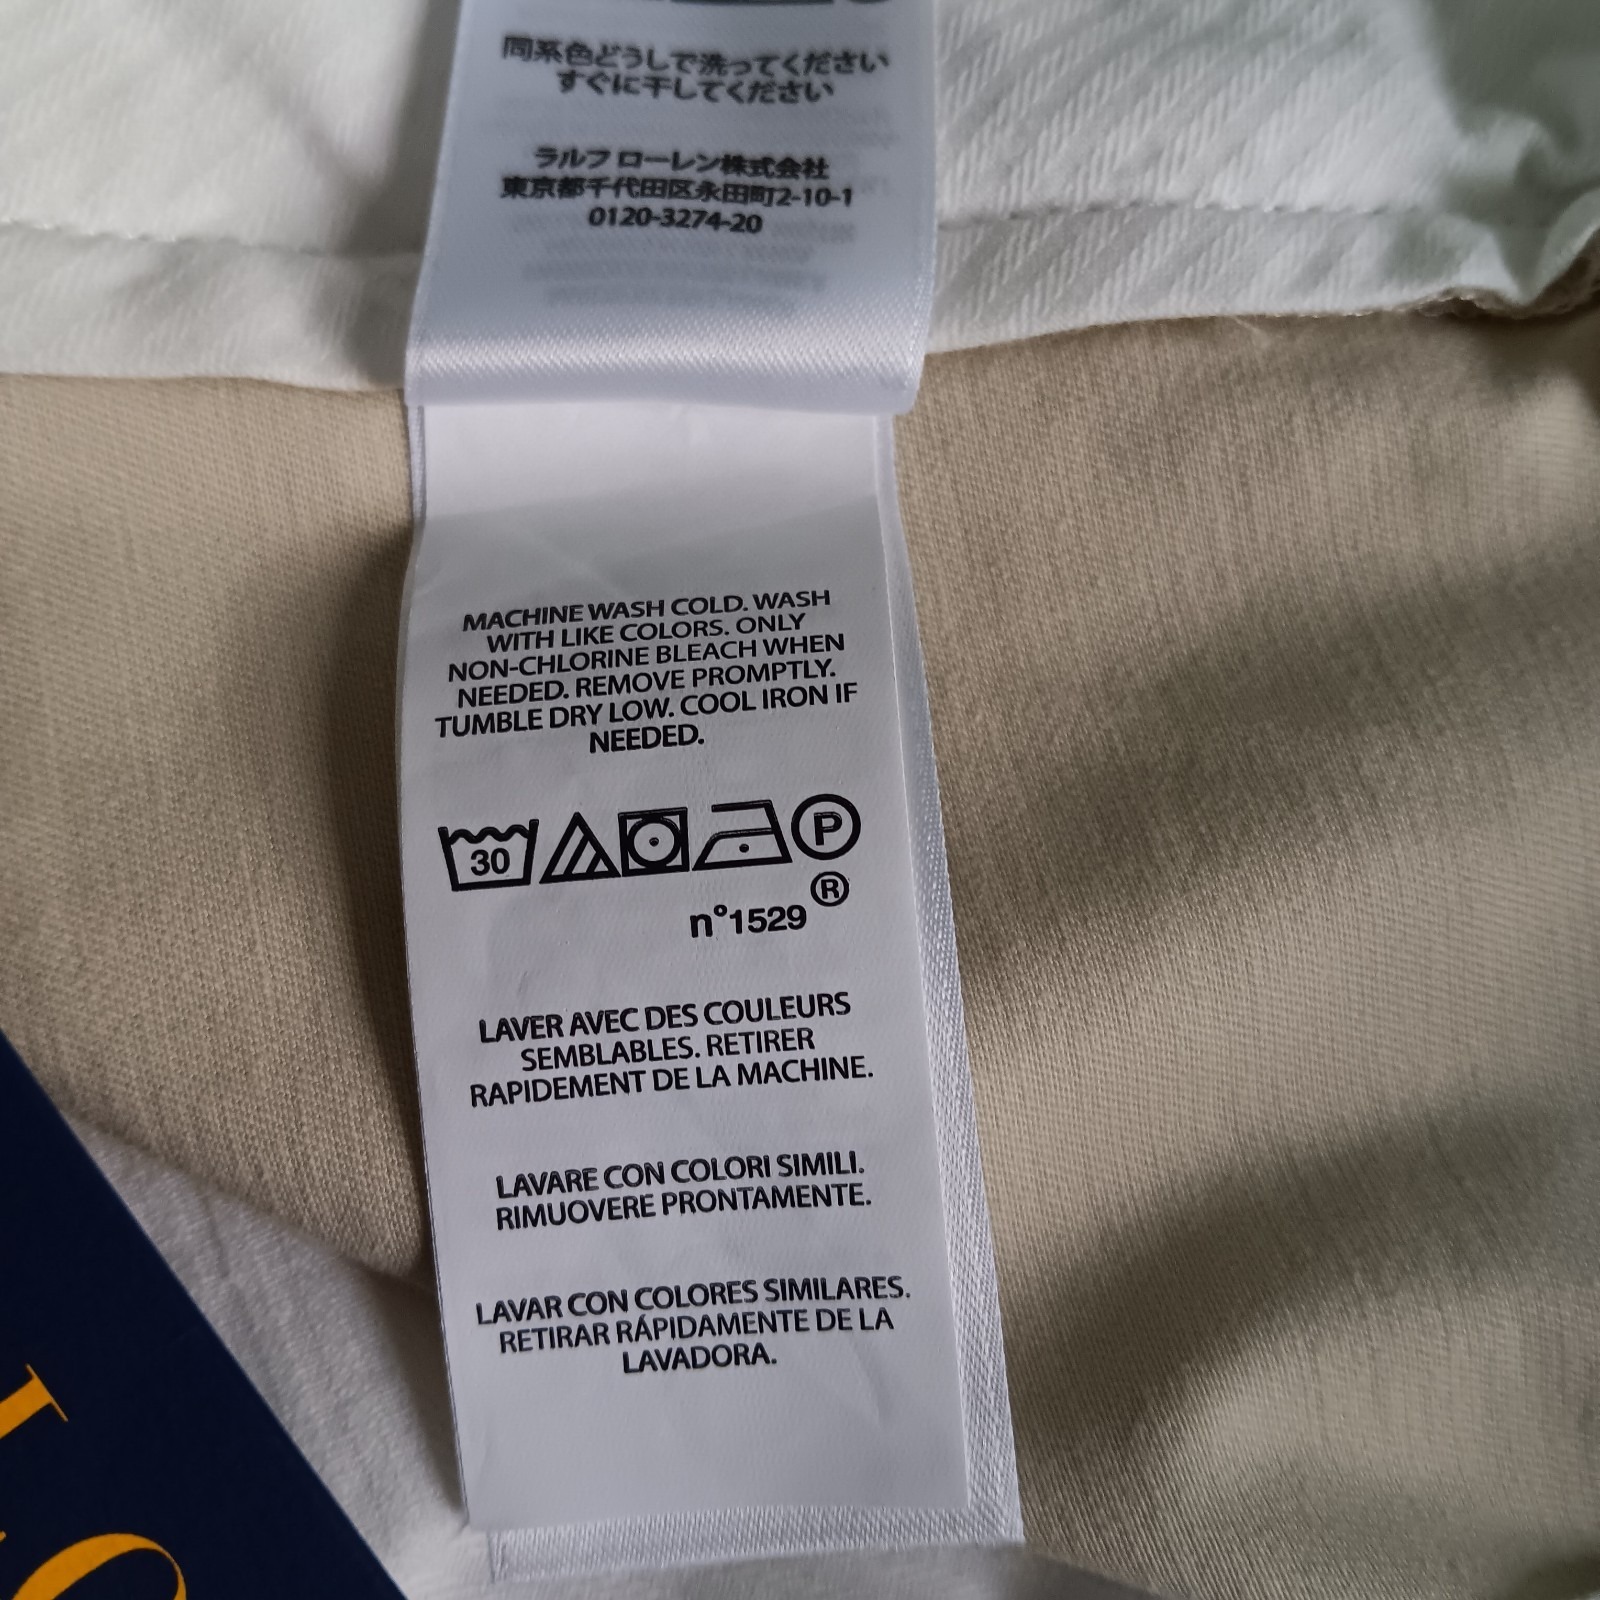 同系色どうしで洗ってください
すぐに干してください
ラルフ ローレン株式会社
東京都千代田区永田町2-10-1
0120-3274-20
MACHINE WASH COLD. WASH
WITH LIKE COLORS. ONLY
NON-CHLORINE BLEACH WHEN
NEEDED. REMOVE PROMPTLY.
TUMBLE DRY LOW. COOL IRON IF
NEEDED.
30
P
®
n°1529
LAVER AVEC DES COULEURS
SEMBLABLES. RETIRER
RAPIDEMENT DE LA MACHINE.
LAVARE CON COLORI SIMILI.
RIMUOVERE PRONTAMENTE.
LAVAR CON COLORES SIMILARES.
RETIRAR RÁPIDAMENTE DE LA
LAVADORA.